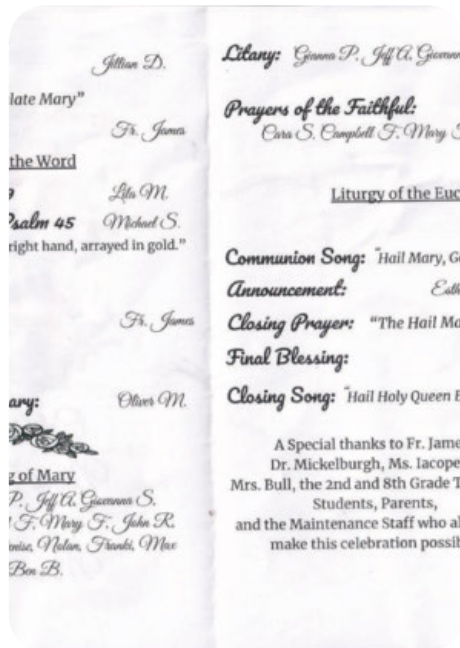 Jillian D.
late Mary”
Fr. James
the Word
9
Lila M.
Psalm 45 Michael S.
right hand, arrayed in gold.”
Fr. James
ary: Oliver M.
g of Mary
P. Jeff A. Giovanna S.
F. Mary F. John R.
enise, Nolan, Franki, Max
Ben B.
Litany: Gianna P. Jeff A. Giovann
Prayers of the Faithful:
Cara S. Campbell F. Mary S
Liturgy of the Euc
Communion Song: “Hail Mary, G
Announcement: Esth
Closing Prayer: “The Hail Ma
Final Blessing:
Closing Song: “Hail Holy Queen E
A Special thanks to Fr. Jame
Dr. Mickelburgh, Ms. Iacope
Mrs. Bull, the 2nd and 8th Grade T
Students, Parents,
and the Maintenance Staff who al
make this celebration possib